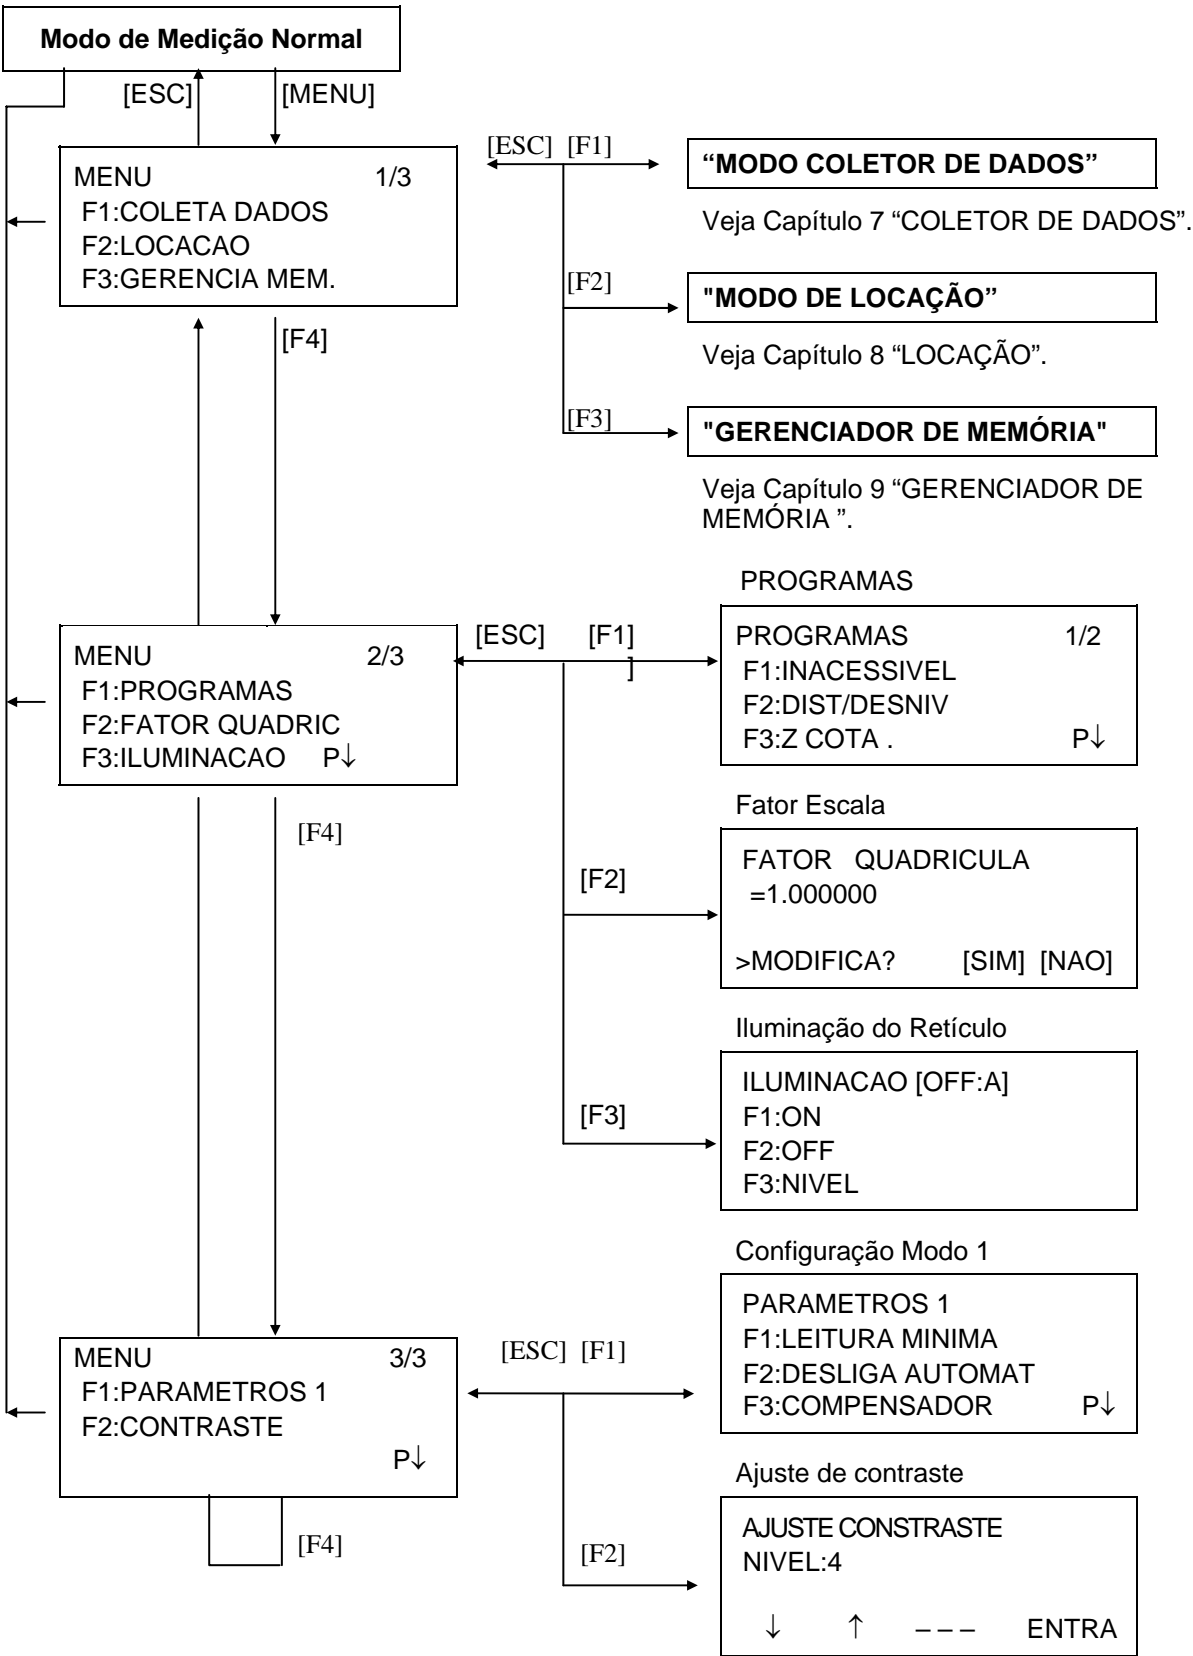 Modo de Medição Normal
[ESC]
[MENU]
MENU 1/3
F1:COLETA DADOS
F2:LOCACAO
F3:GERENCIA MEM.
[ESC] [F1]
“MODO COLETOR DE DADOS”
Veja Capítulo 7 “COLETOR DE DADOS”.
[F2]
"MODO DE LOCAÇÃO”
Veja Capítulo 8 “LOCAÇÃO”.
[F3]
"GERENCIADOR DE MEMÓRIA"
Veja Capítulo 9 “GERENCIADOR DE
MEMÓRIA ”.
[F4]
MENU 2/3
F1:PROGRAMAS
F2:FATOR QUADRIC
F3:ILUMINACAO P↓
[ESC] [F1]
]
PROGRAMAS
PROGRAMAS 1/2
F1:INACESSIVEL
F2:DIST/DESNIV
F3:Z COTA . P↓
[F2]
Fator Escala
FATOR QUADRICULA
=1.000000
>MODIFICA? [SIM] [NAO]
[F3]
Iluminação do Retículo
ILUMINACAO [OFF:A]
F1:ON
F2:OFF
F3:NIVEL
[F4]
MENU 3/3
F1:PARAMETROS 1
F2:CONTRASTE
P↓
[F4]
[ESC] [F1]
Configuração Modo 1
PARAMETROS 1
F1:LEITURA MINIMA
F2:DESLIGA AUTOMAT
F3:COMPENSADOR P↓
[F2]
Ajuste de contraste
AJUSTE CONSTRASTE
NIVEL:4
↓ ↑ – – – ENTRA